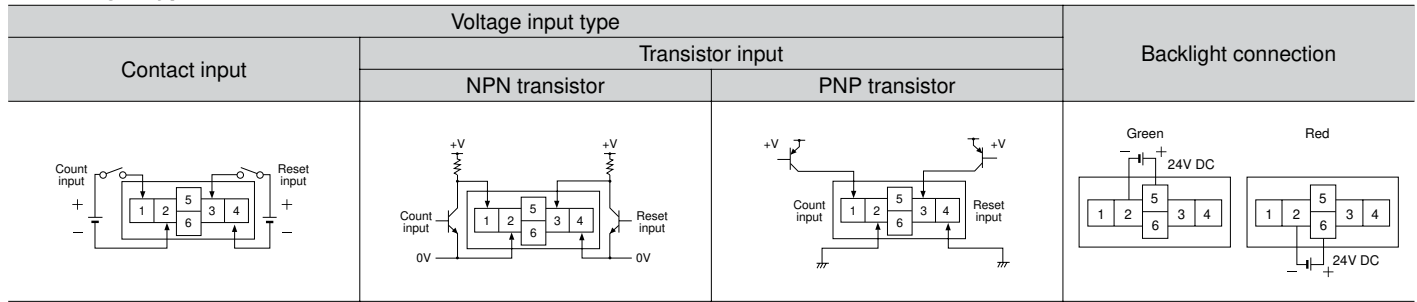 Voltage input type
Contact input
Transistor input
NPN transistor
PNP transistor
Backlight connection
Count
input
Reset
input
+
−
+
−
1 2 5 6 3 4
+V
+V
Count
input
Reset
input
1 2 5 6 3 4
0V
0V
+V
+V
Count
input
Reset
input
1 2 5 6 3 4
Green
− +
24V DC
1 2 5 6 3 4
Red
1 2 5 6 3 4
− +
24V DC